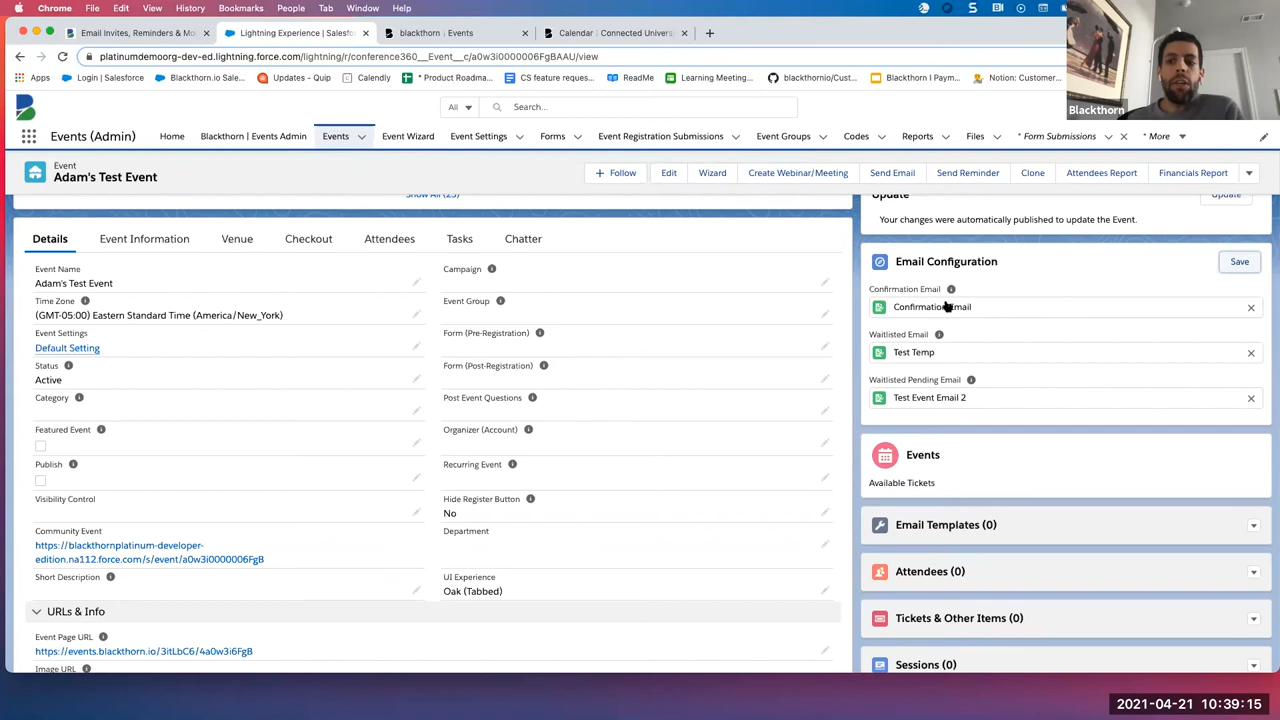 Chrome File Edit View History Bookmarks People Tab Window Help
Email Invites, Reminders & Mo
Lightning Experience | Salesfo
blackthorn | Events
Calendar | Connected Univers
platinumdemoorg-dev-ed.lightning.force.com/lightning/r/conference360__Event__c/a0w3i0000006FgBAAU/view
Apps Login | Salesforce Blackthorn.io Sale... Updates – Quip Calendly * Product Roadma... CS feature reques... ReadMe Learning Meeting... blackthornio/Cust... Blackthorn I Paym... Notion: Customer...
Blackthorn
All Search...
Events (Admin) Home Blackthorn | Events Admin Events Event Wizard Event Settings Forms Event Registration Submissions Event Groups Codes Reports Files * Form Submissions * More
Event
Adam's Test Event
+ Follow Edit Wizard Create Webinar/Meeting Send Email Send Reminder Clone Attendees Report Financials Report
Show All (23)
Details Event Information Venue Checkout Attendees Tasks Chatter
Event Name
Adam's Test Event
Time Zone
(GMT-05:00) Eastern Standard Time (America/New_York)
Event Settings
Default Setting
Status
Active
Category
Featured Event
Publish
Visibility Control
Community Event
https://blackthornplatinum-developer-
edition.na112.force.com/s/event/a0w3i0000006FgB
Short Description
URLs & Info
Event Page URL
https://events.blackthorn.io/3itLbC6/4a0w3i6FgB
Image URL
Campaign
Event Group
Form (Pre-Registration)
Form (Post-Registration)
Post Event Questions
Organizer (Account)
Recurring Event
Hide Register Button
No
Department
UI Experience
Oak (Tabbed)
Update
Update
Your changes were automatically published to update the Event.
Email Configuration
Save
Confirmation Email
Confirmation Email
Waitlisted Email
Test Temp
Waitlisted Pending Email
Test Event Email 2
Events
Available Tickets
Email Templates (0)
Attendees (0)
Tickets & Other Items (0)
Sessions (0)
2021-04-21 10:39:15